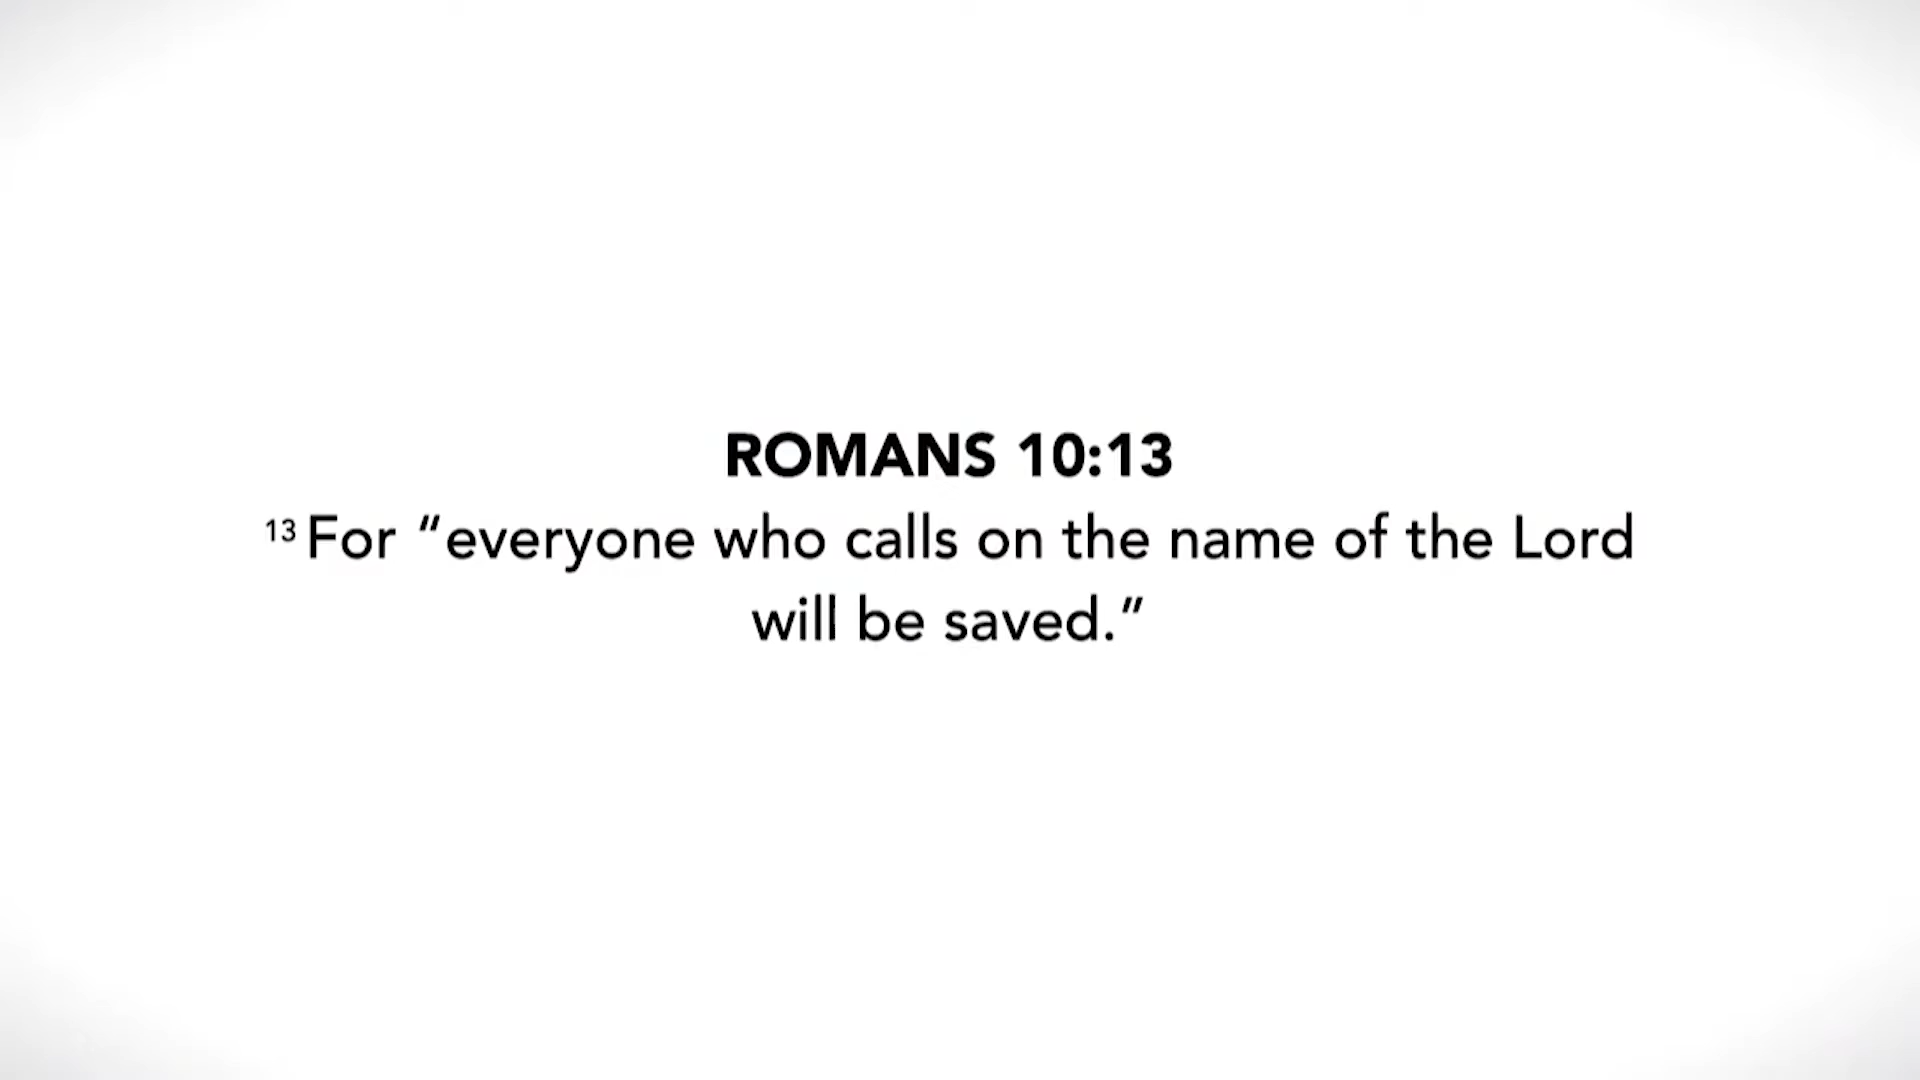 ROMANS 10:13
13 For “everyone who calls on the name of the Lord
will be saved.”